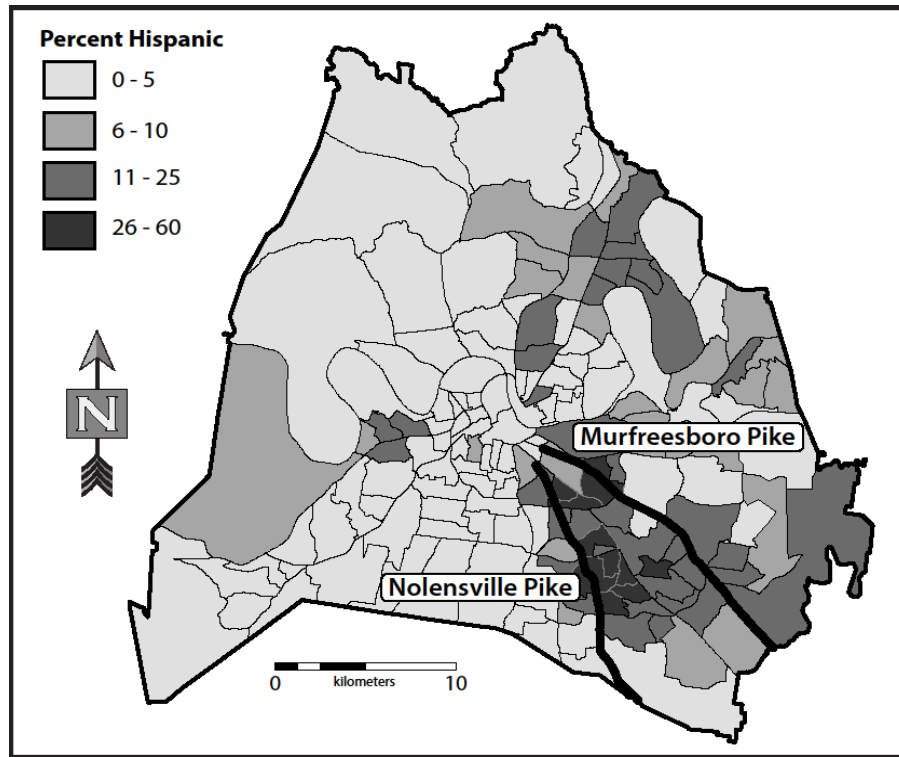 Percent Hispanic
0 - 5
6 - 10
11 - 25
26 - 60
N
Murfreesboro Pike
Nolensville Pike
0 kilometers 10